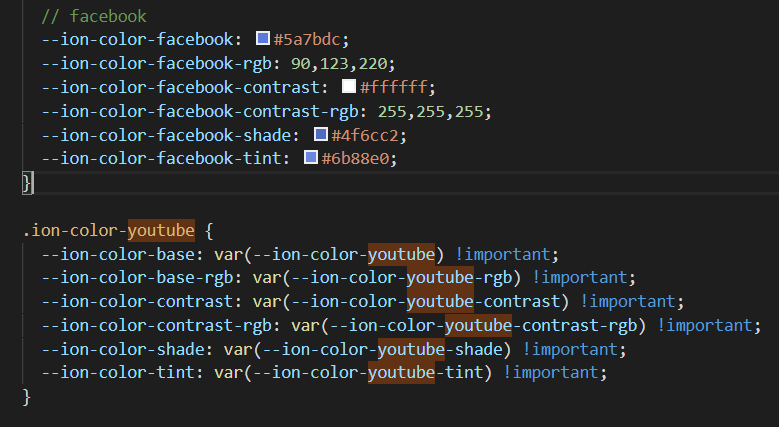 // facebook
--ion-color-facebook: #5a7bdc;
--ion-color-facebook-rgb: 90,123,220;
--ion-color-facebook-contrast: #ffffff;
--ion-color-facebook-contrast-rgb: 255,255,255;
--ion-color-facebook-shade: #4f6cc2;
--ion-color-facebook-tint: #6b88e0;
}
.ion-color-youtube {
--ion-color-base: var(--ion-color-youtube) !important;
--ion-color-base-rgb: var(--ion-color-youtube-rgb) !important;
--ion-color-contrast: var(--ion-color-youtube-contrast) !important;
--ion-color-contrast-rgb: var(--ion-color-youtube-contrast-rgb) !important;
--ion-color-shade: var(--ion-color-youtube-shade) !important;
--ion-color-tint: var(--ion-color-youtube-tint) !important;
}